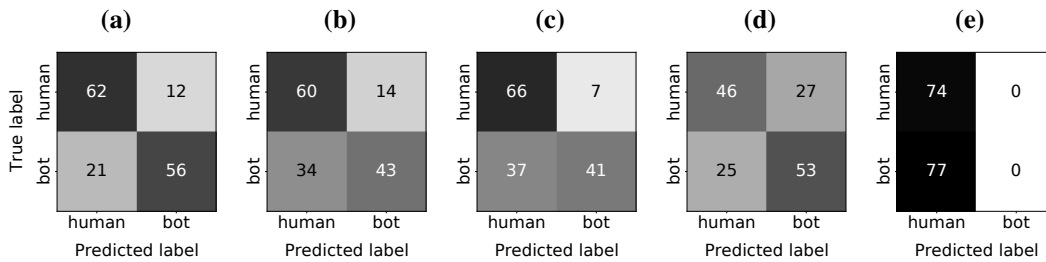 (a) (b) (c) (d) (e)
True label
human 62 12
bot 21 56
human bot
Predicted label
human 60 14
bot 34 43
human bot
Predicted label
human 66 7
bot 37 41
human bot
Predicted label
human 46 27
bot 25 53
human bot
Predicted label
human 74 0
bot 77 0
human bot
Predicted label